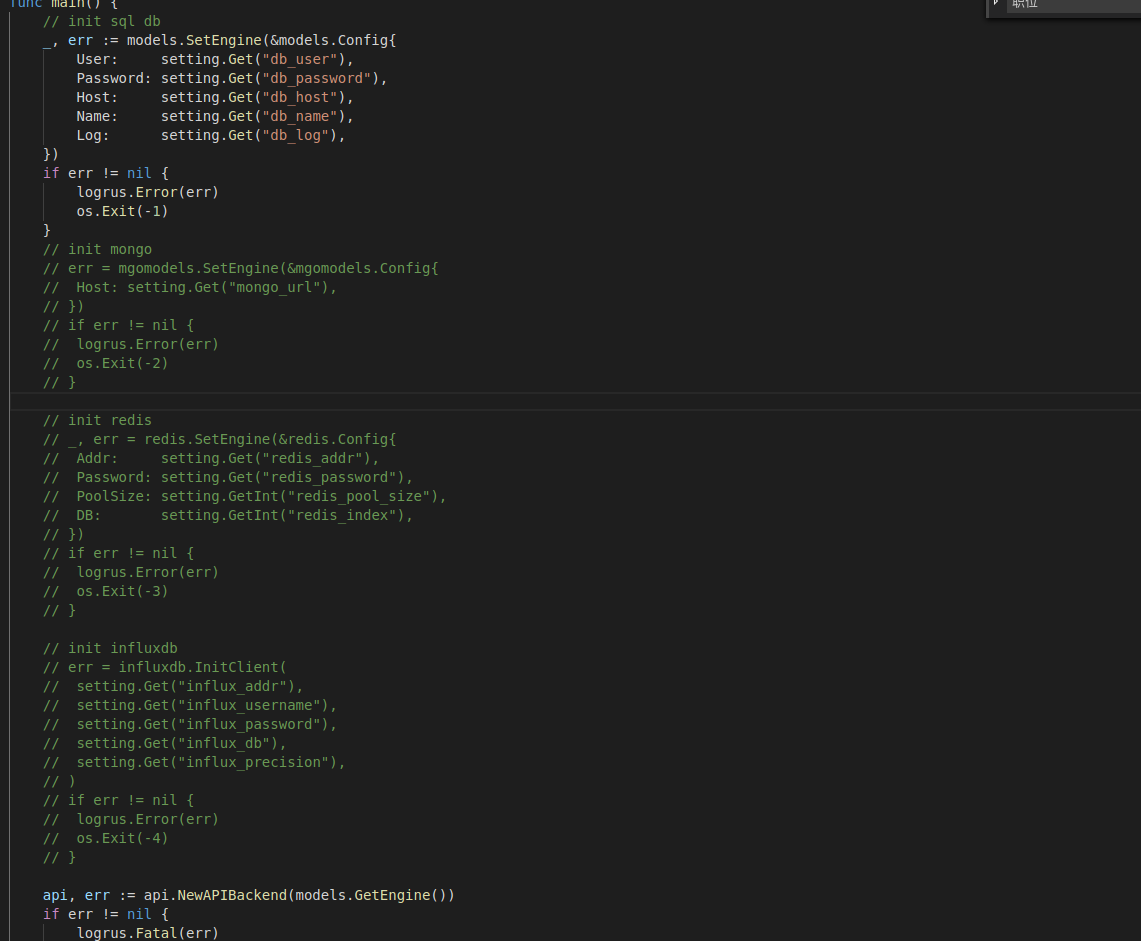 func main() {
职位
    // init sql db
    _, err := models.SetEngine(&models.Config{
        User:     setting.Get("db_user"),
        Password: setting.Get("db_password"),
        Host:     setting.Get("db_host"),
        Name:     setting.Get("db_name"),
        Log:      setting.Get("db_log"),
    })
    if err != nil {
        logrus.Error(err)
        os.Exit(-1)
    }
    // init mongo
    // err = mgomodels.SetEngine(&mgomodels.Config{
    //  Host: setting.Get("mongo_url"),
    // })
    // if err != nil {
    //  logrus.Error(err)
    //  os.Exit(-2)
    // }

    // init redis
    // _, err = redis.SetEngine(&redis.Config{
    //  Addr:     setting.Get("redis_addr"),
    //  Password: setting.Get("redis_password"),
    //  PoolSize: setting.GetInt("redis_pool_size"),
    //  DB:       setting.GetInt("redis_index"),
    // })
    // if err != nil {
    //  logrus.Error(err)
    //  os.Exit(-3)
    // }

    // init influxdb
    // err = influxdb.InitClient(
    //  setting.Get("influx_addr"),
    //  setting.Get("influx_username"),
    //  setting.Get("influx_password"),
    //  setting.Get("influx_db"),
    //  setting.Get("influx_precision"),
    // )
    // if err != nil {
    //  logrus.Error(err)
    //  os.Exit(-4)
    // }

    api, err := api.NewAPIBackend(models.GetEngine())
    if err != nil {
        logrus.Fatal(err)